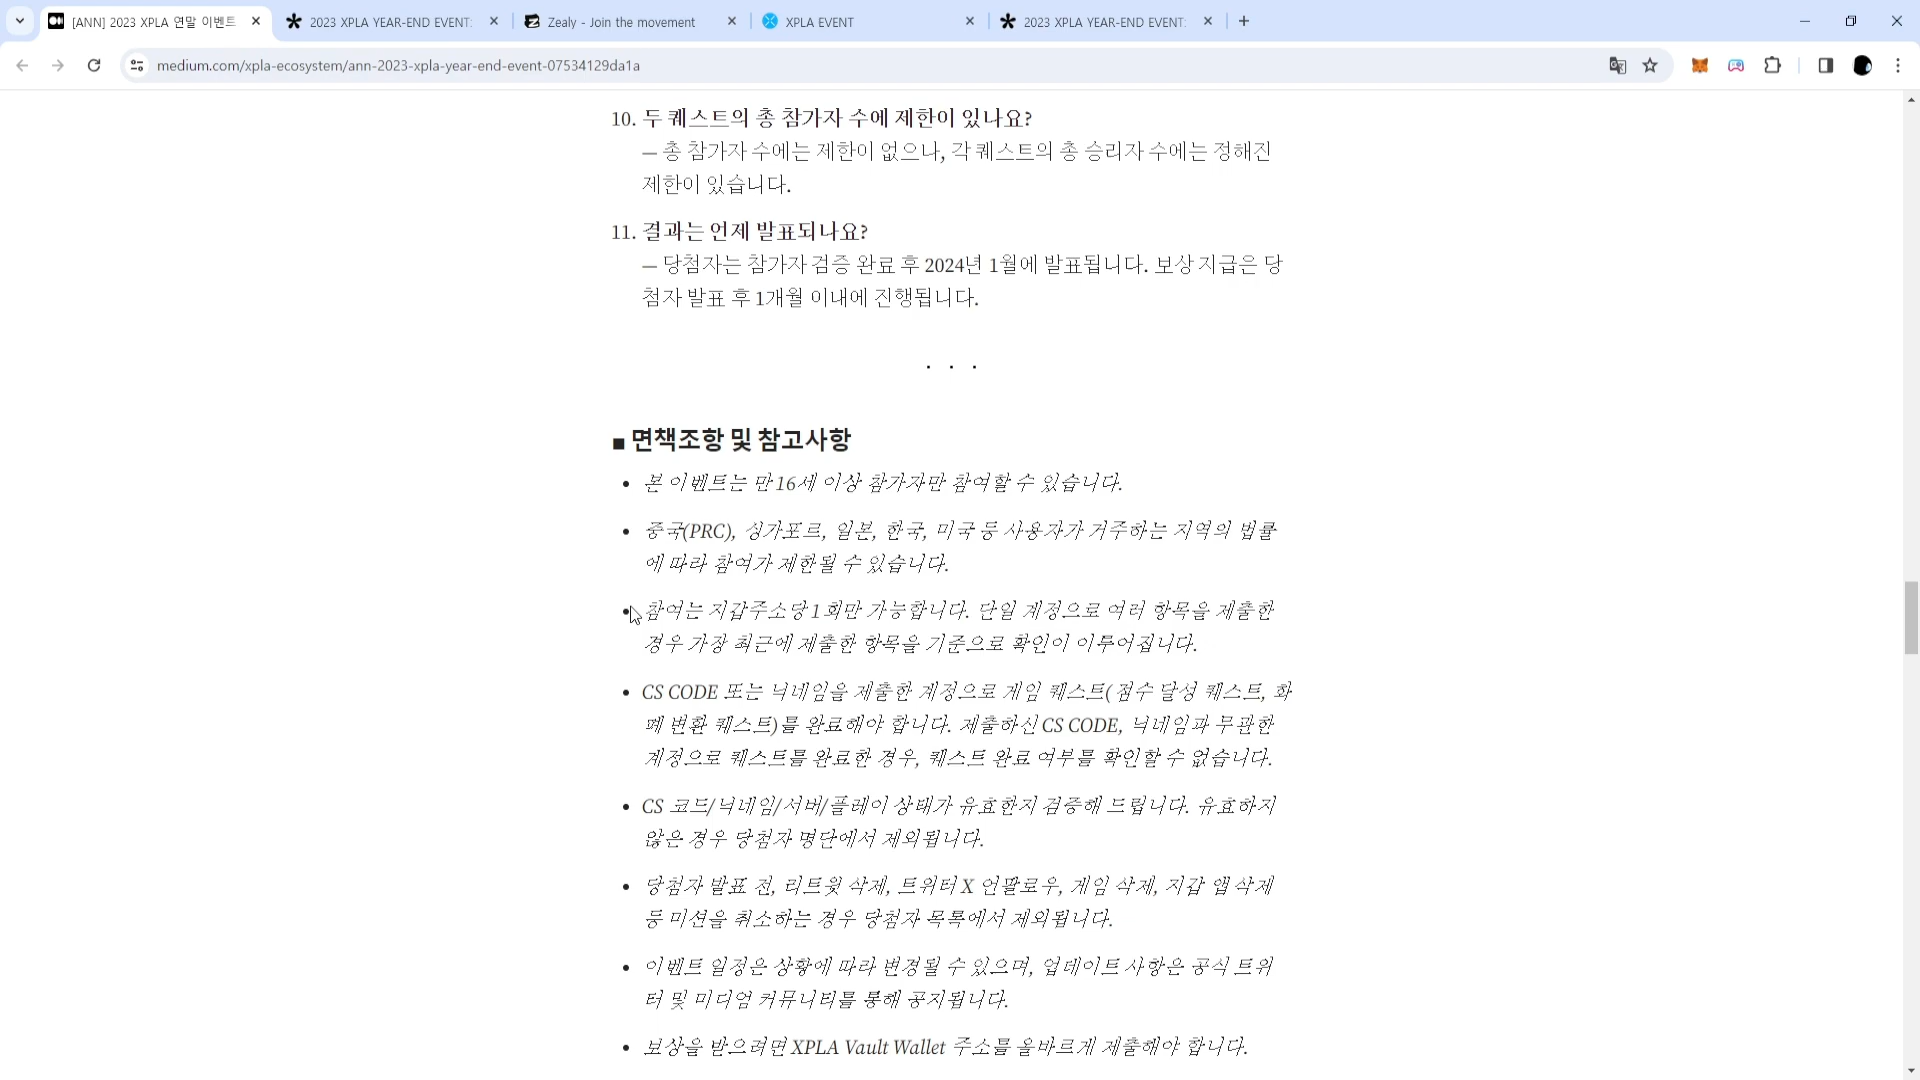 [ANN] 2023 XPLA 연말 이벤트
2023 XPLA YEAR-END EVENT:
Zealy - Join the movement
XPLA EVENT
2023 XPLA YEAR-END EVENT:
medium.com/xpla-ecosystem/ann-2023-xpla-year-end-event-07534129da1a
10. 두 퀘스트의 총 참가자 수에 제한이 있나요?
— 총 참가자 수에는 제한이 없으나, 각 퀘스트의 총 승리자 수에는 정해진
제한이 있습니다.
11. 결과는 언제 발표되나요?
— 당첨자는 참가자 검증 완료 후 2024년 1월에 발표됩니다. 보상 지급은 당
첨자 발표 후 1개월 이내에 진행됩니다.
. . .
■ 면책조항 및 참고사항
• 본 이벤트는 만 16세 이상 참가자만 참여할 수 있습니다.
• 중국(PRC), 싱가포르, 일본, 한국, 미국 등 사용자가 거주하는 지역의 법률
에 따라 참여가 제한될 수 있습니다.
• 참여는 지갑주소당 1회만 가능합니다. 단일 계정으로 여러 항목을 제출한
경우 가장 최근에 제출한 항목을 기준으로 확인이 이루어집니다.
• CS CODE 또는 닉네임을 제출한 계정으로 게임 퀘스트(점수 달성 퀘스트, 화
폐 변환 퀘스트)를 완료해야 합니다. 제출하신 CS CODE, 닉네임과 무관한
계정으로 퀘스트를 완료한 경우, 퀘스트 완료 여부를 확인할 수 없습니다.
• CS 코드/닉네임/서버/플레이 상태가 유효한지 검증해 드립니다. 유효하지
않은 경우 당첨자 명단에서 제외됩니다.
• 당첨자 발표 전, 리트윗 삭제, 트위터 X 언팔로우, 게임 삭제, 지갑 앱 삭제
등 미션을 취소하는 경우 당첨자 목록에서 제외됩니다.
• 이벤트 일정은 상황에 따라 변경될 수 있으며, 업데이트 사항은 공식 트위
터 및 미디엄 커뮤니티를 통해 공지됩니다.
• 보상을 받으려면 XPLA Vault Wallet 주소를 올바르게 제출해야 합니다.